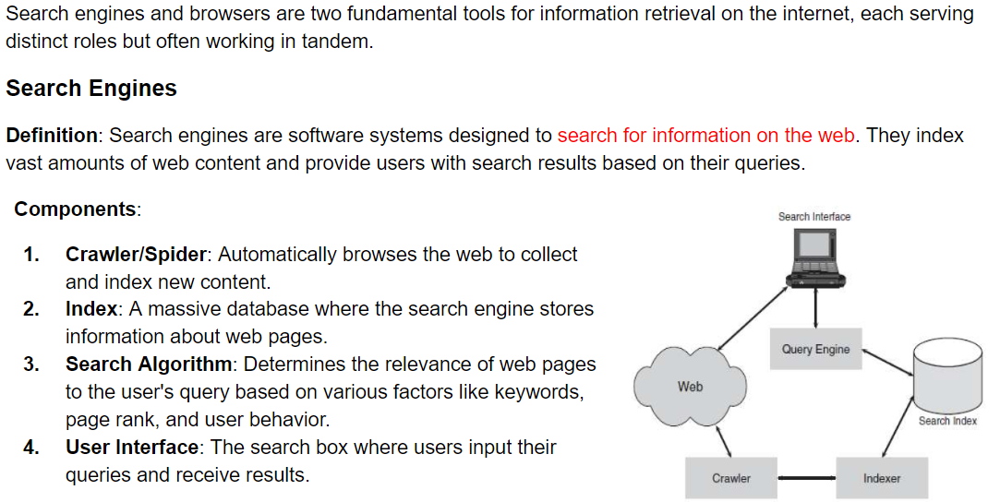 Search engines and browsers are two fundamental tools for information retrieval on the internet, each serving
distinct roles but often working in tandem.
Search Engines
Definition: Search engines are software systems designed to search for information on the web. They index
vast amounts of web content and provide users with search results based on their queries.
Components:
1. Crawler/Spider: Automatically browses the web to collect
and index new content.
2. Index: A massive database where the search engine stores
information about web pages.
3. Search Algorithm: Determines the relevance of web pages
to the user's query based on various factors like keywords,
page rank, and user behavior.
4. User Interface: The search box where users input their
queries and receive results.
Search Interface
Query Engine
Web
Search Index
Crawler
Indexer